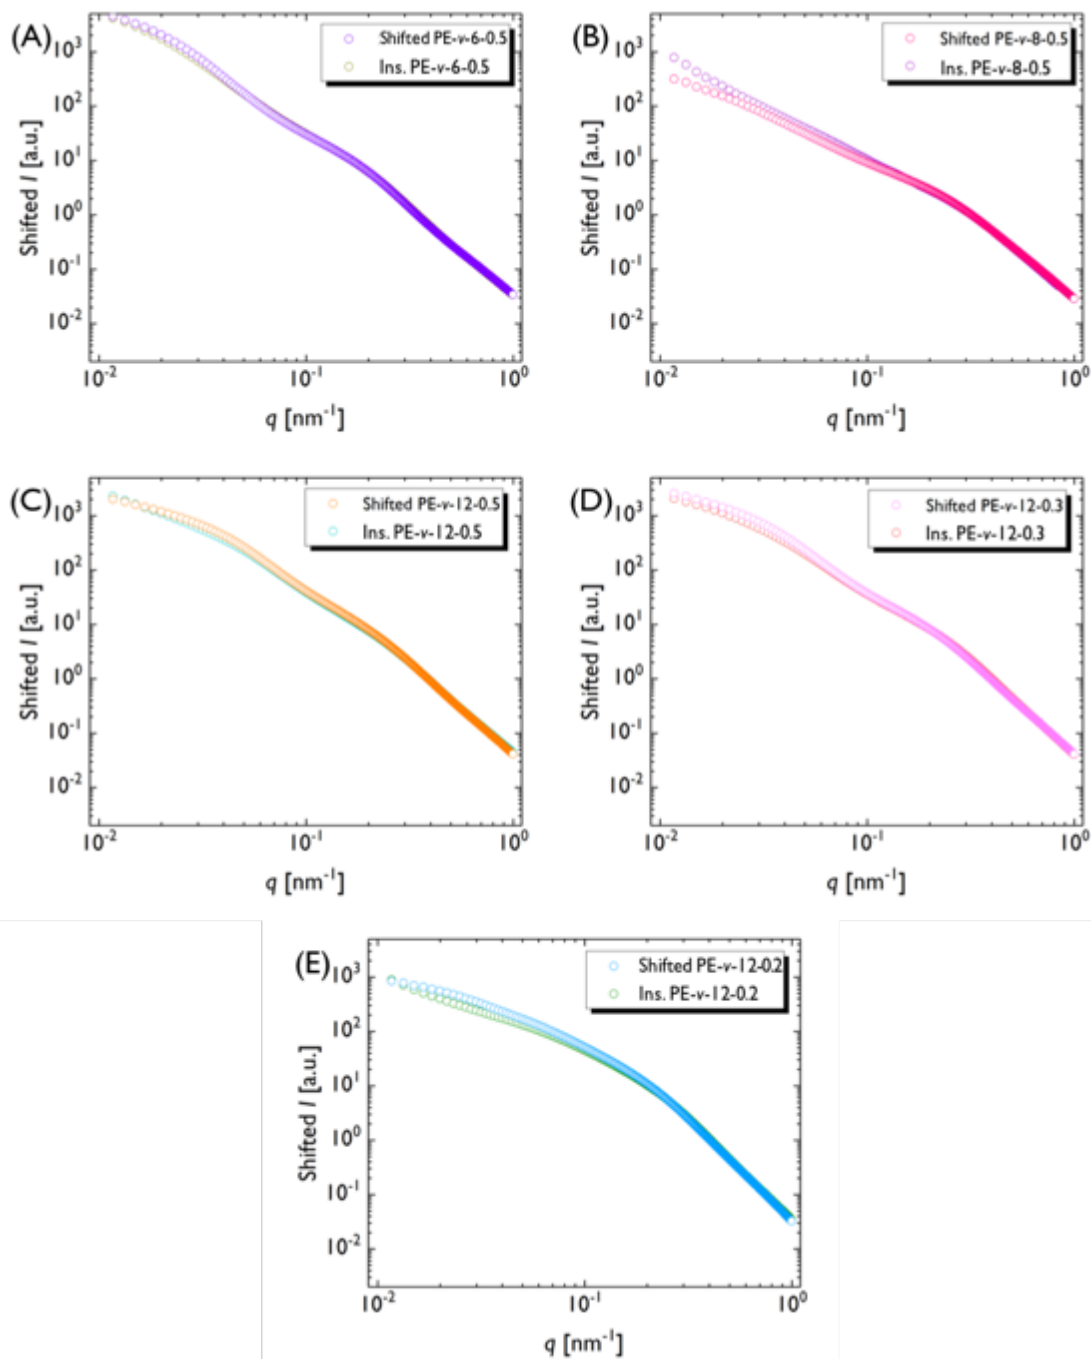 (A)
Shifted PE-v-6-0.5
Ins. PE-v-6-0.5
Shifted I [a.u.]
10³
10²
10¹
10⁰
10⁻¹
10⁻²
10⁻² 10⁻¹ 10⁰
q [nm⁻¹]
(B)
Shifted PE-v-8-0.5
Ins. PE-v-8-0.5
Shifted I [a.u.]
10³
10²
10¹
10⁰
10⁻¹
10⁻²
10⁻² 10⁻¹ 10⁰
q [nm⁻¹]
(C)
Shifted PE-v-12-0.5
Ins. PE-v-12-0.5
Shifted I [a.u.]
10³
10²
10¹
10⁰
10⁻¹
10⁻²
10⁻² 10⁻¹ 10⁰
q [nm⁻¹]
(D)
Shifted PE-v-12-0.3
Ins. PE-v-12-0.3
Shifted I [a.u.]
10³
10²
10¹
10⁰
10⁻¹
10⁻²
10⁻² 10⁻¹ 10⁰
q [nm⁻¹]
(E)
Shifted PE-v-12-0.2
Ins. PE-v-12-0.2
Shifted I [a.u.]
10³
10²
10¹
10⁰
10⁻¹
10⁻²
10⁻² 10⁻¹ 10⁰
q [nm⁻¹]